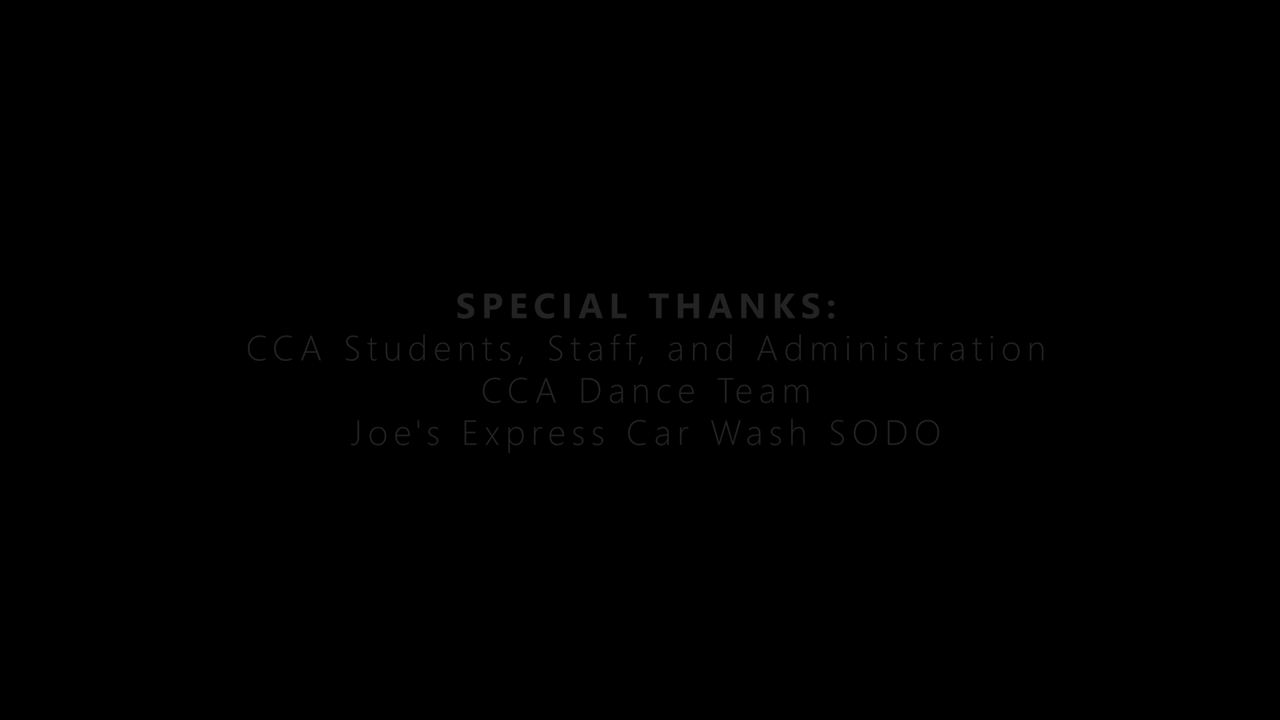 SPECIAL THANKS:
CCA Students, Staff, and Administration
CCA Dance Team
Joe's Express Car Wash SODO